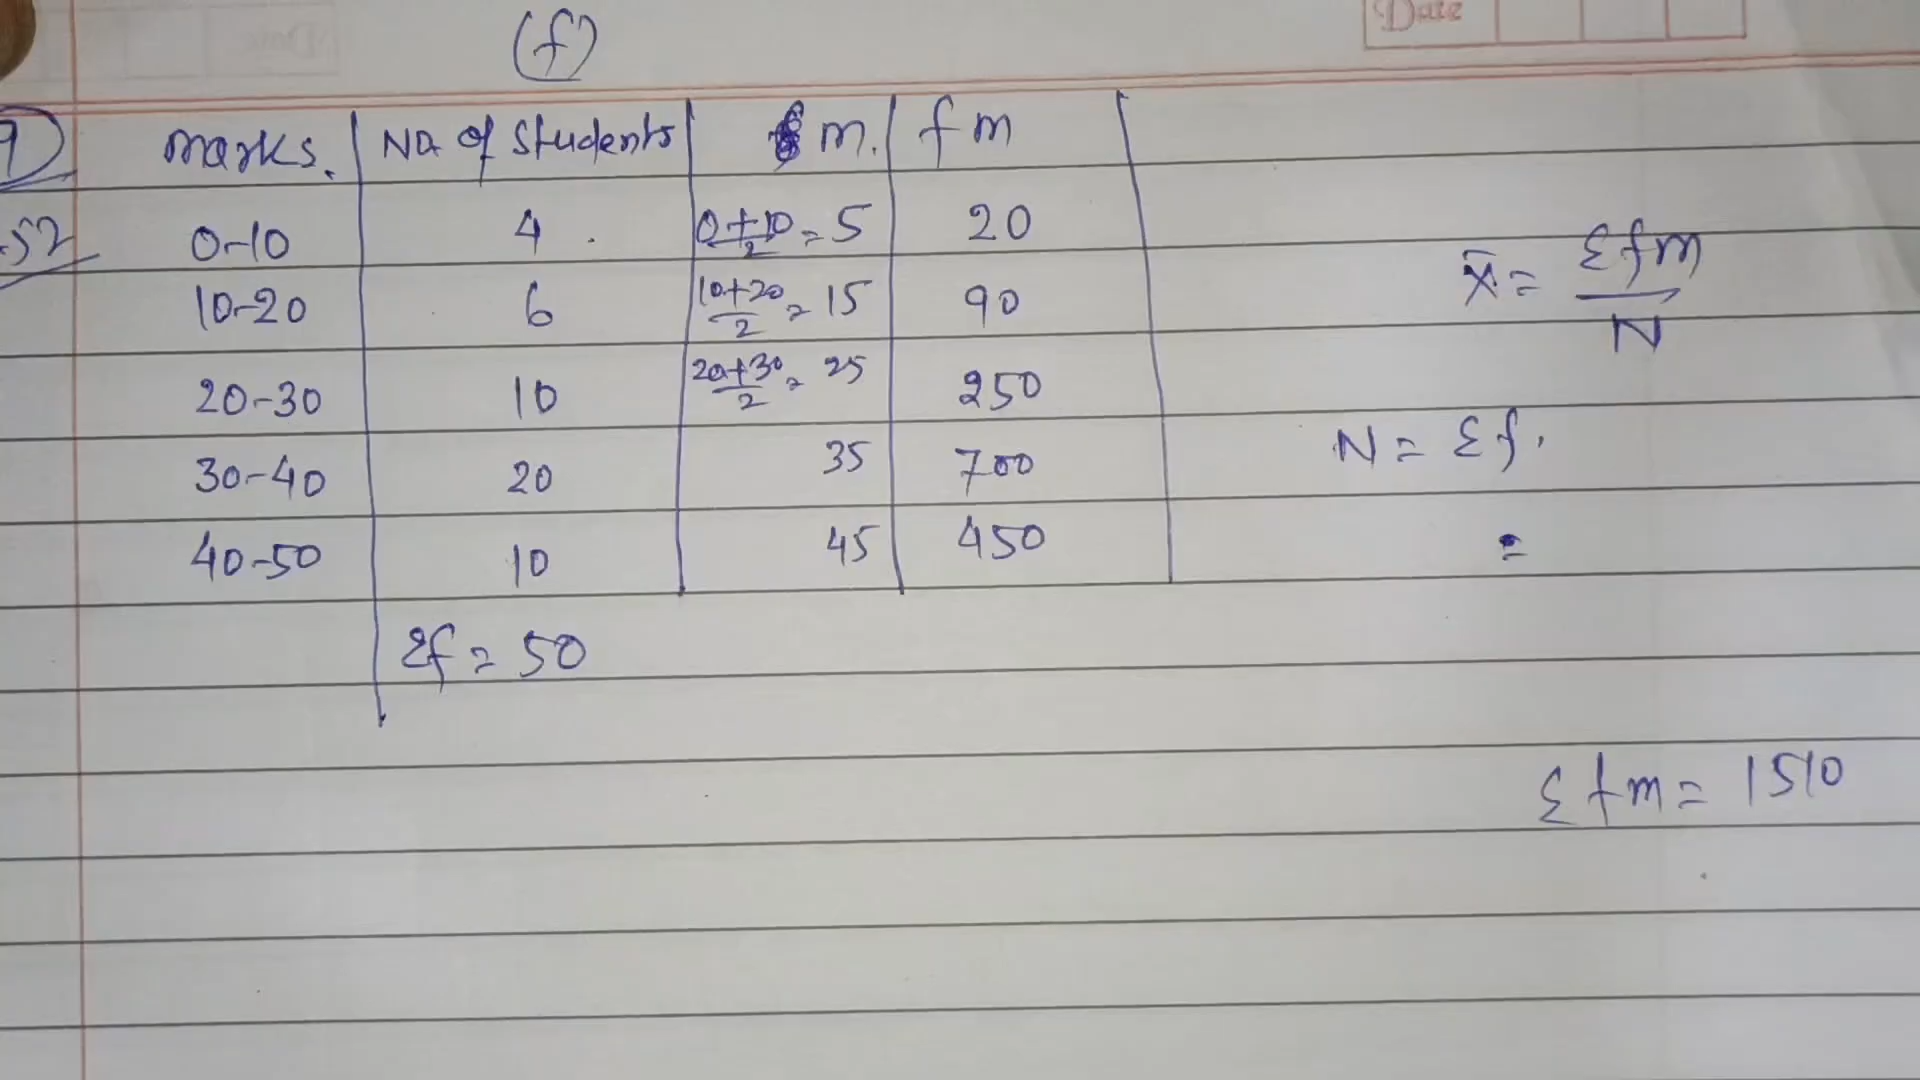 Date
(f)
marks. No. of Students m. fm
0-10 4 0+10/2 = 5 20
10-20 6 10+20/2 = 15 90
20-30 10 20+30/2 = 25 250
30-40 20 35 700
40-50 10 45 450
Σf = 50
x̄ = Σfm/N
N = Σf.
=
Σfm = 1510